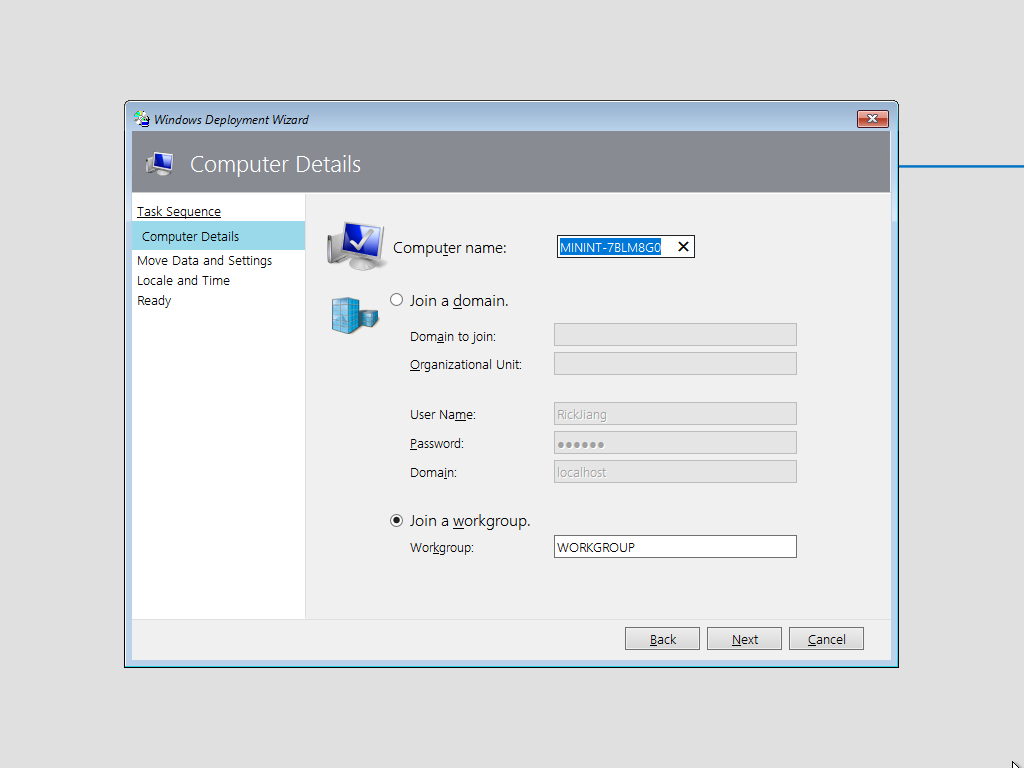 Windows Deployment Wizard
Computer Details
Task Sequence
Computer Details
Move Data and Settings
Locale and Time
Ready
Computer name: MININT-7BLM8G0
Join a domain.
Domain to join:
Organizational Unit:
User Name: RickJiang
Password: ●●●●●●
Domain: localhost
Join a workgroup.
Workgroup: WORKGROUP
Back Next Cancel